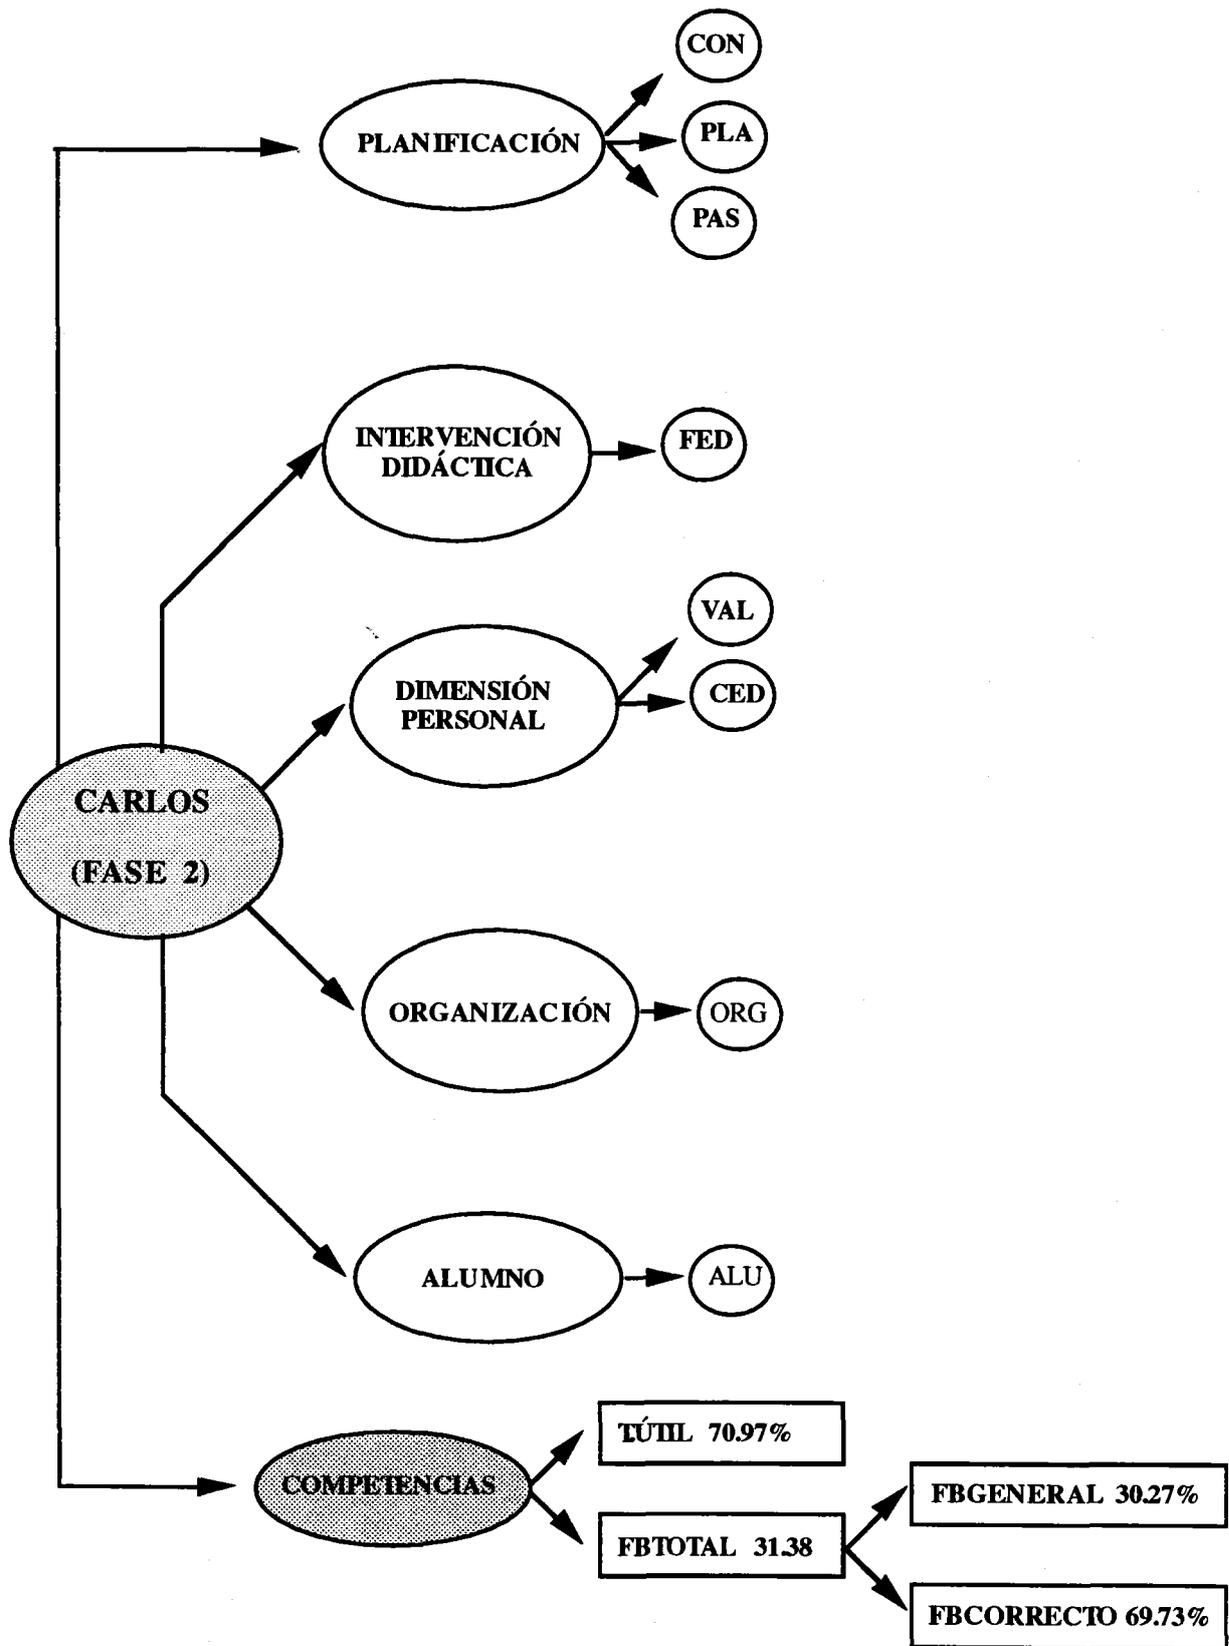 CON
PLANIFICACIÓN
PLA
PAS
INTERVENCIÓN
DIDÁCTICA
FED
VAL
DIMENSIÓN
PERSONAL
CED
CARLOS
(FASE 2)
ORGANIZACIÓN
ORG
ALUMNO
ALU
COMPETENCIAS
T.ÚTIL 70.97%
FBTOTAL 31.38
FBGENERAL 30.27%
FBCORRECTO 69.73%